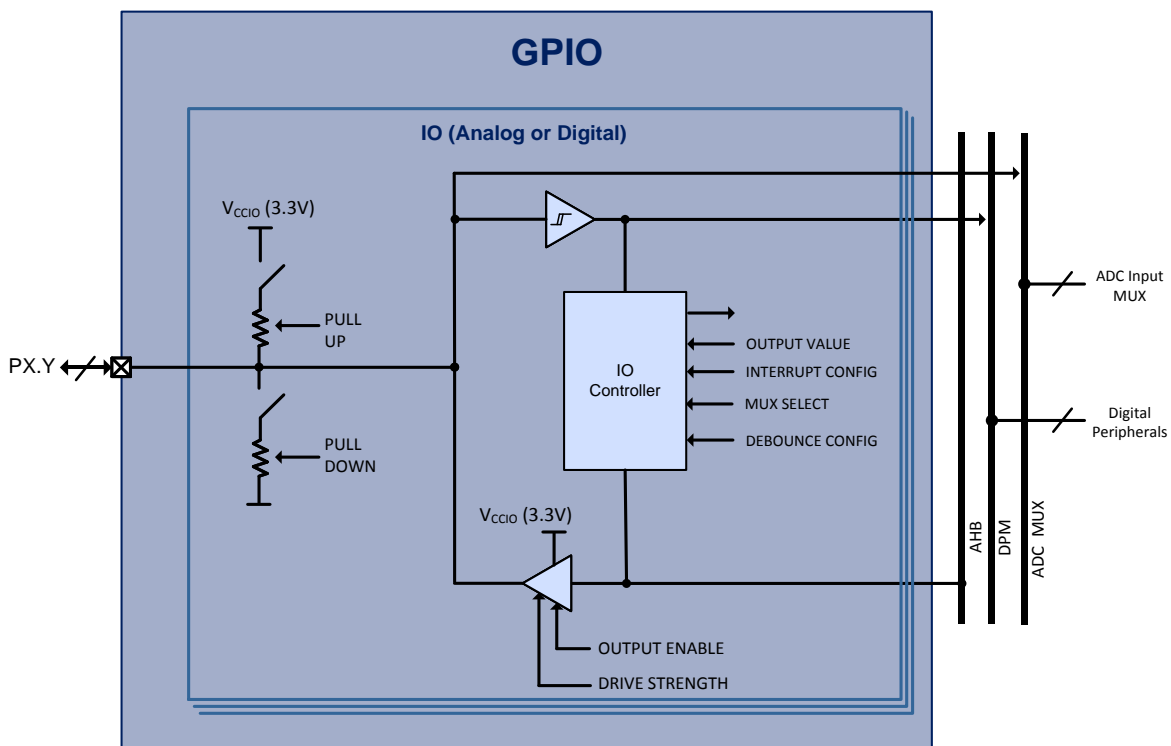 GPIO
IO (Analog or Digital)
VCCIO (3.3V)
PULL
UP
PX.Y
PULL
DOWN
IO
Controller
OUTPUT VALUE
INTERRUPT CONFIG
MUX SELECT
DEBOUNCE CONFIG
VCCIO (3.3V)
OUTPUT ENABLE
DRIVE STRENGTH
AHB
DPM
ADC MUX
ADC Input
MUX
Digital
Peripherals